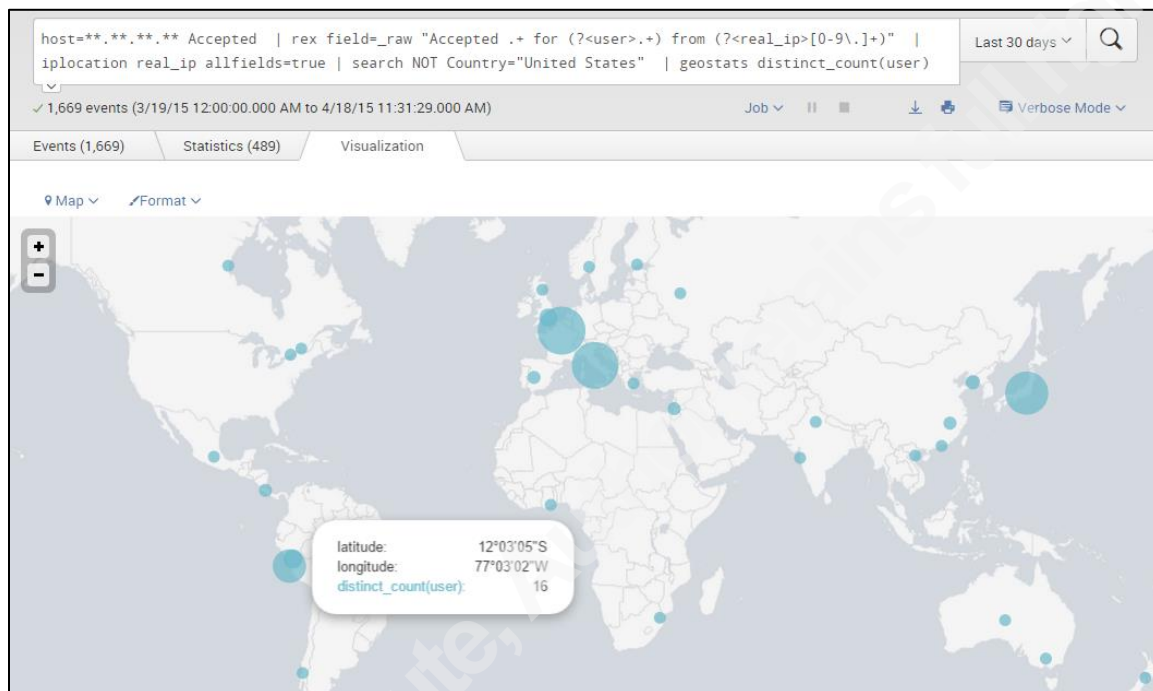 host=**.**.**.** Accepted | rex field=_raw "Accepted .+ for (?<user>.+) from (?<real_ip>[0-9\.]+)" |
iplocation real_ip allfields=true | search NOT Country="United States" | geostats distinct_count(user)
Last 30 days
1,669 events (3/19/15 12:00:00.000 AM to 4/18/15 11:31:29.000 AM)
Job
Verbose Mode
Events (1,669)
Statistics (489)
Visualization
Map
Format
+
-
latitude: 12°03'05"S
longitude: 77°03'02"W
distinct_count(user): 16